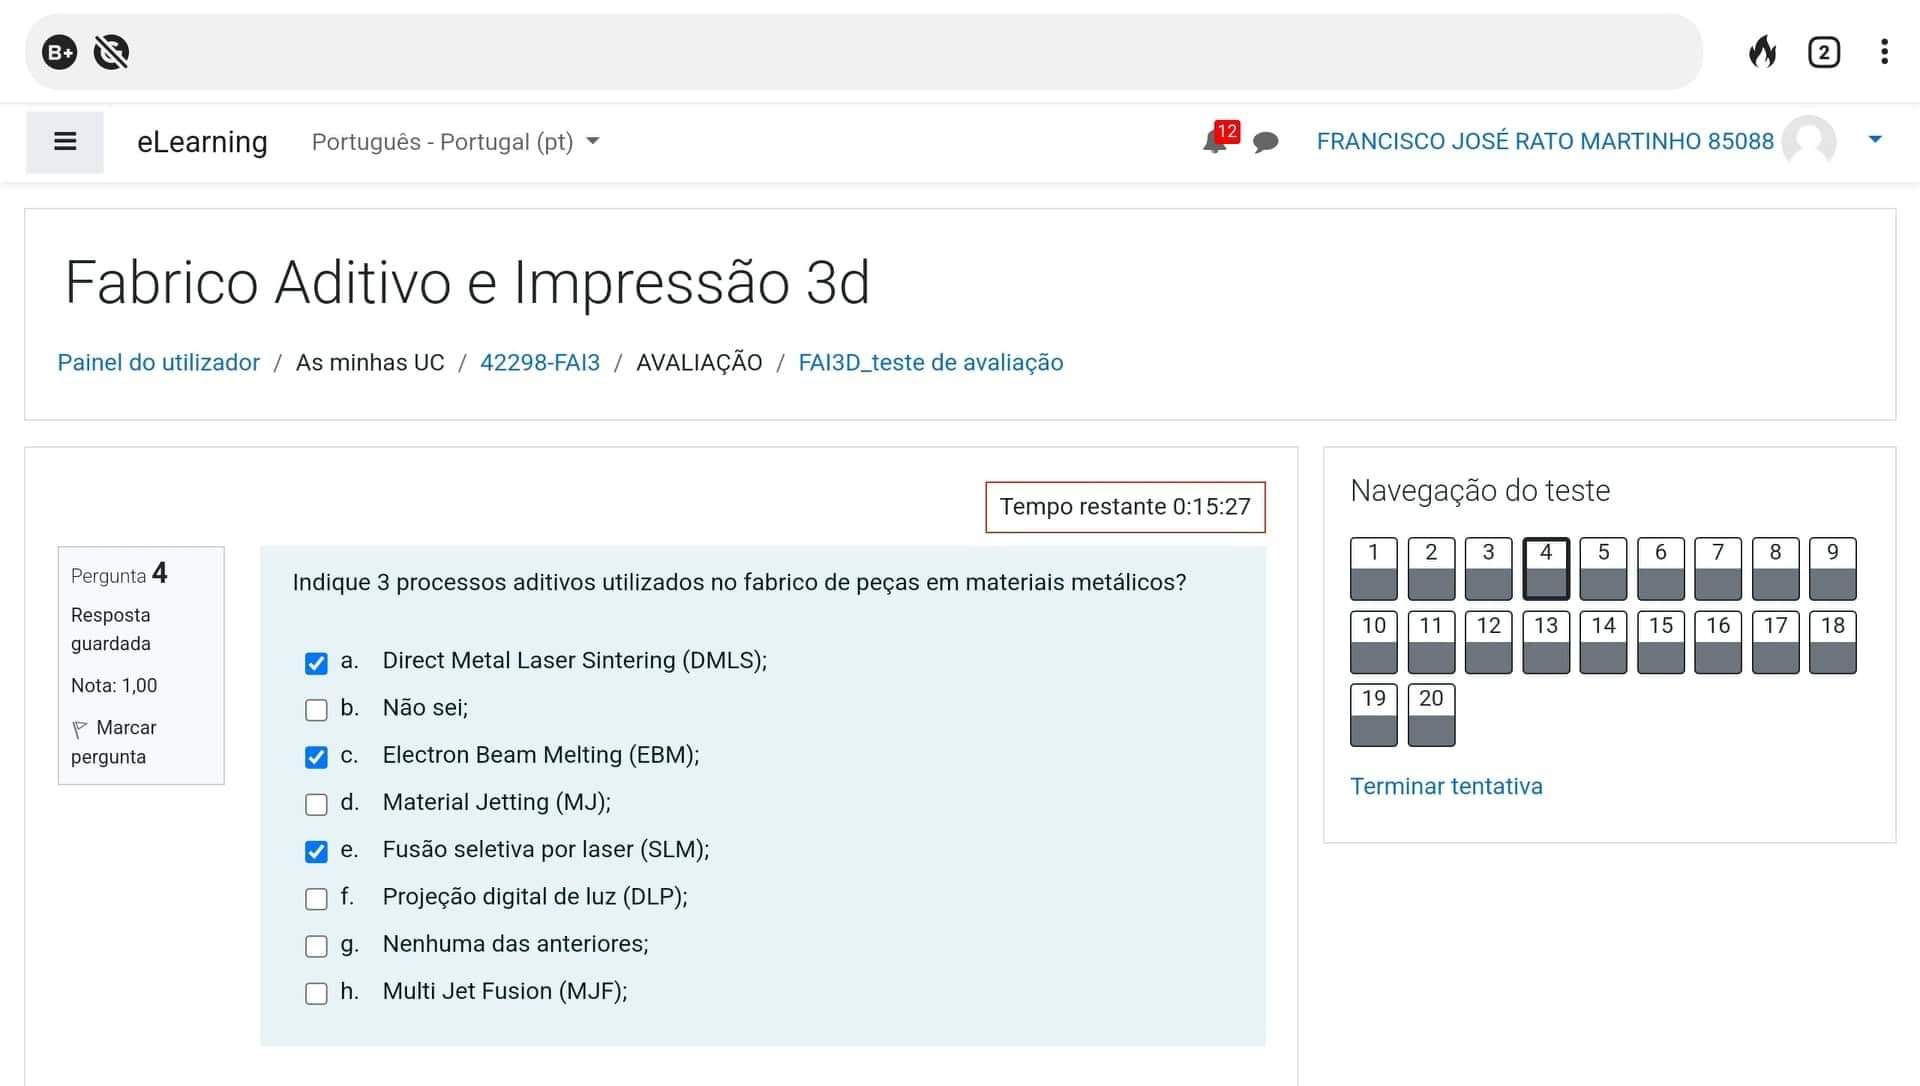 B+
2
eLearning
Português - Portugal (pt)
12
FRANCISCO JOSÉ RATO MARTINHO 85088
Fabrico Aditivo e Impressão 3d
Painel do utilizador / As minhas UC / 42298-FAI3 / AVALIAÇÃO / FAI3D_teste de avaliação
Tempo restante 0:15:27
Pergunta 4
Resposta
guardada
Nota: 1,00
Marcar
pergunta
Indique 3 processos aditivos utilizados no fabrico de peças em materiais metálicos?
a. Direct Metal Laser Sintering (DMLS);
b. Não sei;
c. Electron Beam Melting (EBM);
d. Material Jetting (MJ);
e. Fusão seletiva por laser (SLM);
f. Projeção digital de luz (DLP);
g. Nenhuma das anteriores;
h. Multi Jet Fusion (MJF);
Navegação do teste
1 2 3 4 5 6 7 8 9
10 11 12 13 14 15 16 17 18
19 20
Terminar tentativa